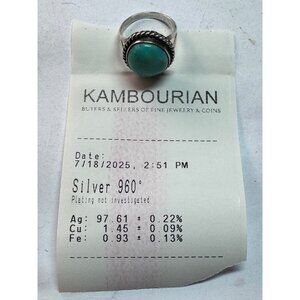 KAMBOURIAN
BUYERS & SELLERS OF FINE JEWELRY & COINS
Date:
7/18/2025, 2:51 PM
Silver 960°
Plating not investigated
Ag: 97.61 ± 0.22%
Cu: 1.45 ± 0.09%
Fe: 0.93 ± 0.13%